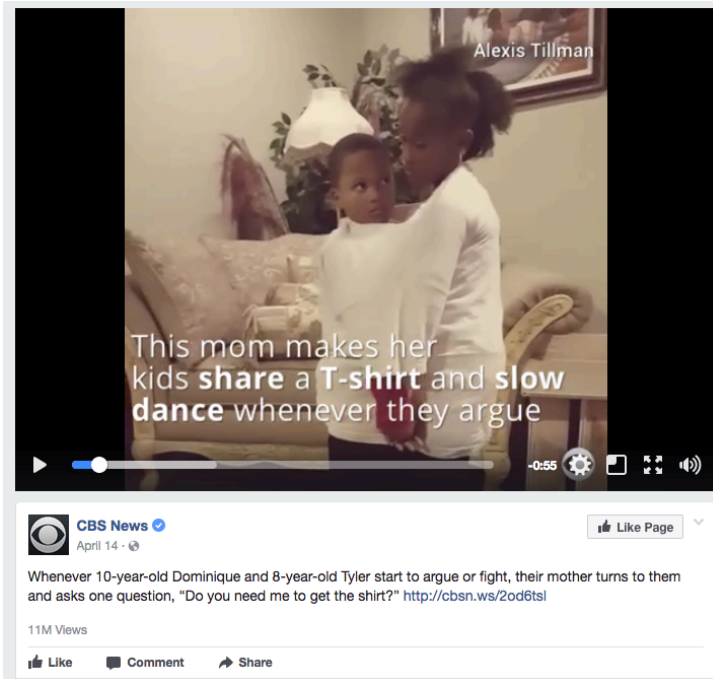 Alexis Tillman
This mom makes her
kids share a T-shirt and slow
dance whenever they argue
-0:55
CBS News
April 14 ·
Like Page
Whenever 10-year-old Dominique and 8-year-old Tyler start to argue or fight, their mother turns to them
and asks one question, "Do you need me to get the shirt?" http://cbsn.ws/2od6tsl
11M Views
Like Comment Share